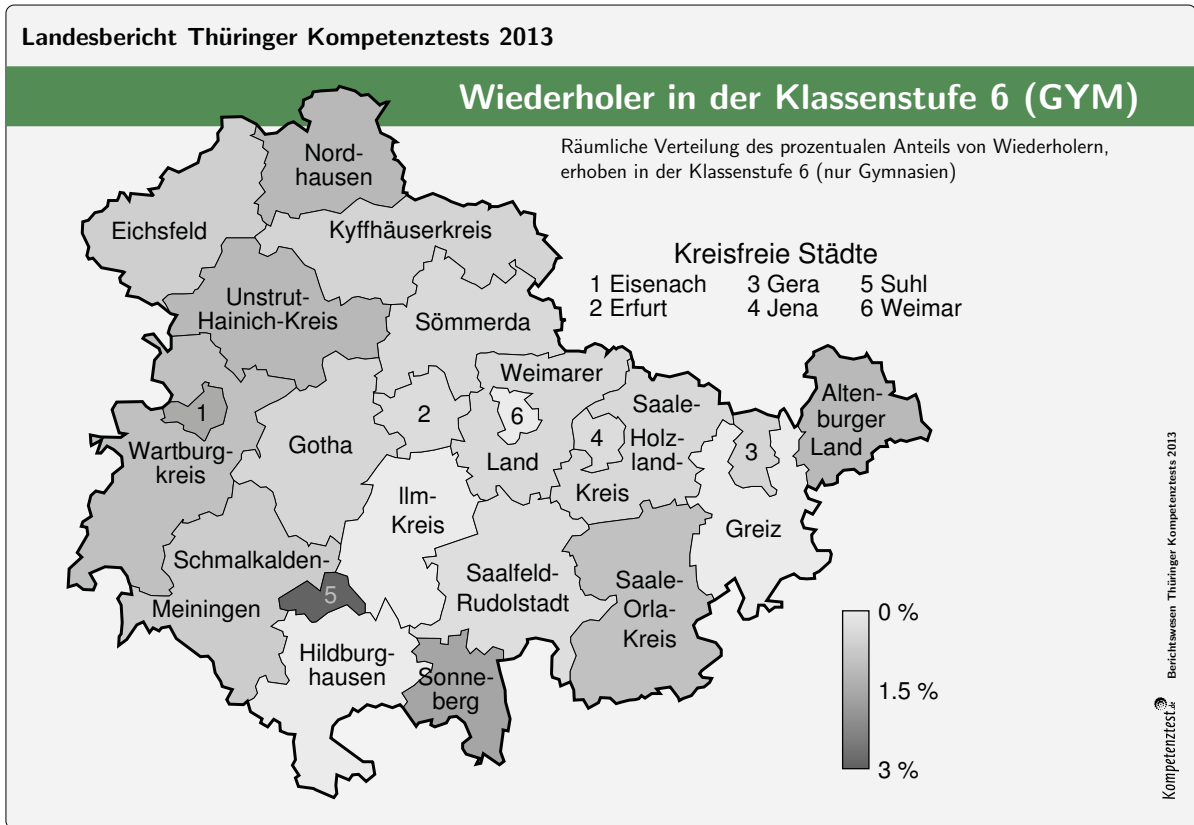 Landesbericht Thüringer Kompetenztests 2013
Wiederholer in der Klassenstufe 6 (GYM)
Räumliche Verteilung des prozentualen Anteils von Wiederholern,
erhoben in der Klassenstufe 6 (nur Gymnasien)
Nord-
hausen
Eichsfeld
Kyffhäuserkreis
Kreisfreie Städte
1 Eisenach 3 Gera 5 Suhl
2 Erfurt 4 Jena 6 Weimar
Unstrut-
Hainich-Kreis
Sömmerda
Weimarer
Land
Saale-
Holz-
land-
Kreis
Alten-
burger
Land
1
2
6
4
3
Wartburg-
kreis
Gotha
Ilm-
Kreis
Greiz
Schmalkalden-
Meiningen
5
Saalfeld-
Rudolstadt
Saale-
Orla-
Kreis
Hildburg-
hausen
Sonne-
berg
0 %
1.5 %
3 %
Kompetenztest.de
Berichtswesen Thüringer Kompetenztests 2013